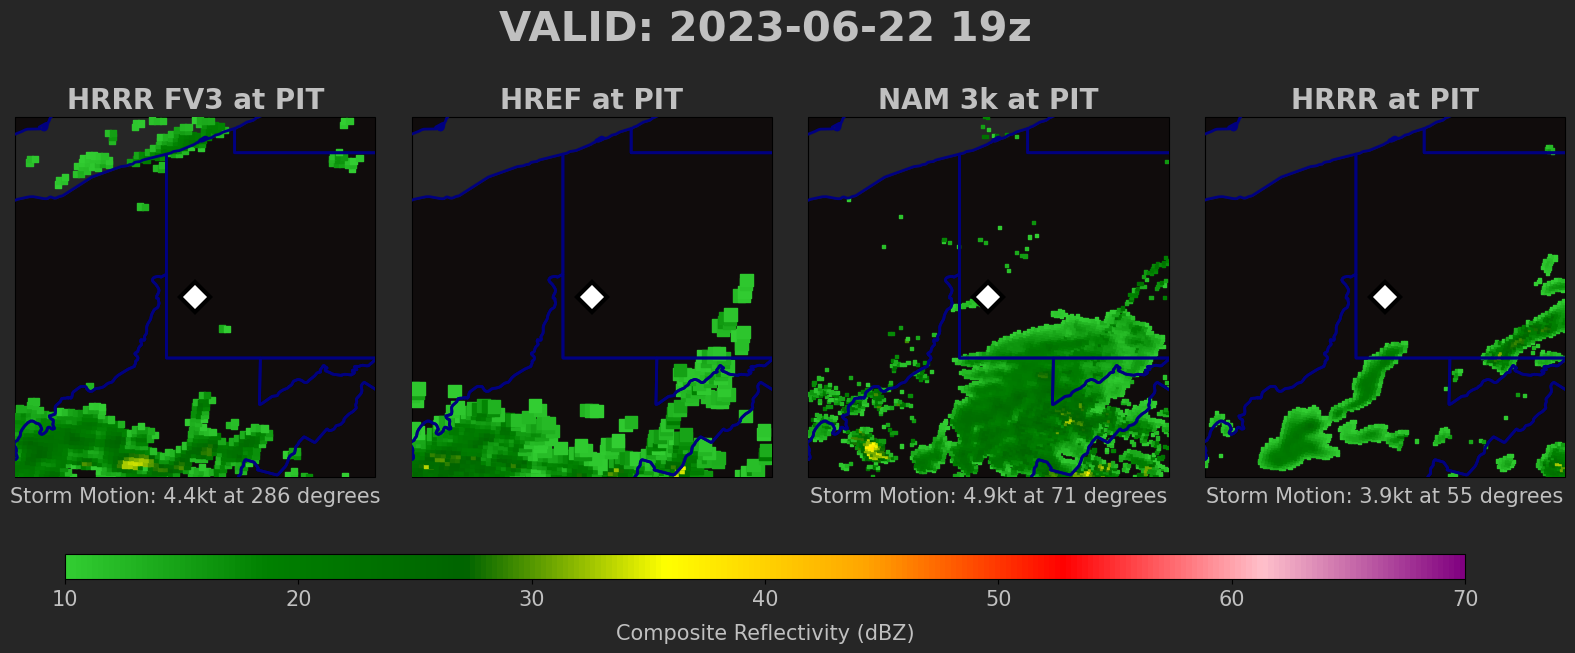 VALID: 2023-06-22 19z
HRRR FV3 at PIT
HREF at PIT
NAM 3k at PIT
HRRR at PIT
Storm Motion: 4.4kt at 286 degrees
Storm Motion: 4.9kt at 71 degrees
Storm Motion: 3.9kt at 55 degrees
10 20 30 40 50 60 70
Composite Reflectivity (dBZ)